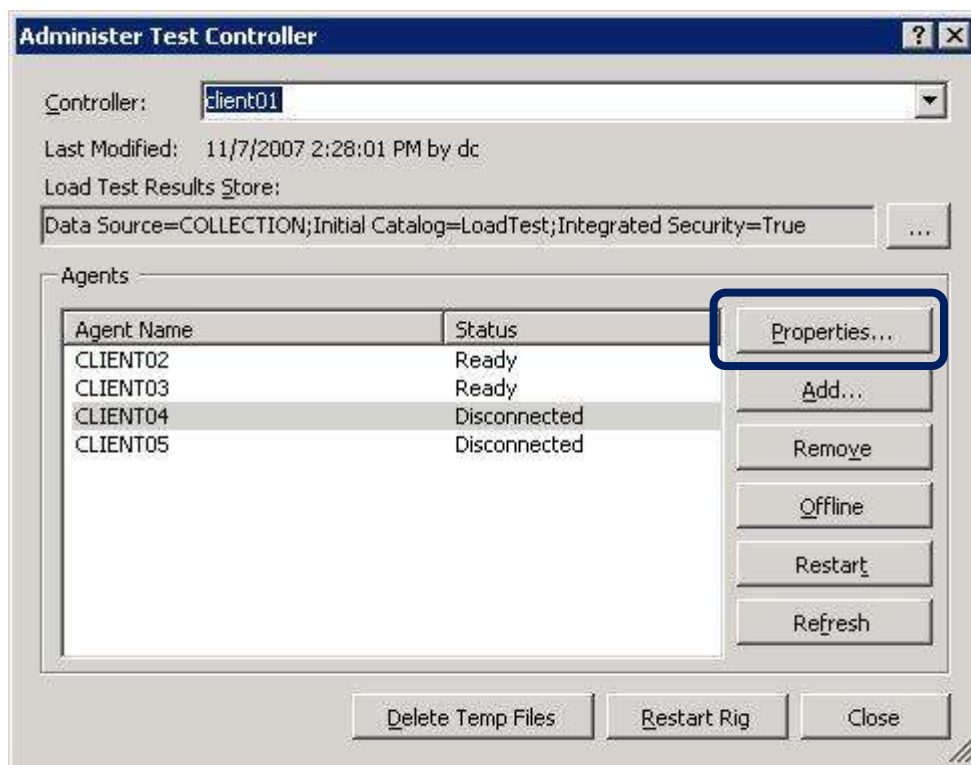 Administer Test Controller
Controller: client01
Last Modified: 11/7/2007 2:28:01 PM by dc
Load Test Results Store:
Data Source=COLLECTION;Initial Catalog=LoadTest;Integrated Security=True ...
Agents
Agent Name Status
CLIENT02 Ready
CLIENT03 Ready
CLIENT04 Disconnected
CLIENT05 Disconnected
Properties...
Add...
Remove
Offline
Restart
Refresh
Delete Temp Files Restart Rig Close